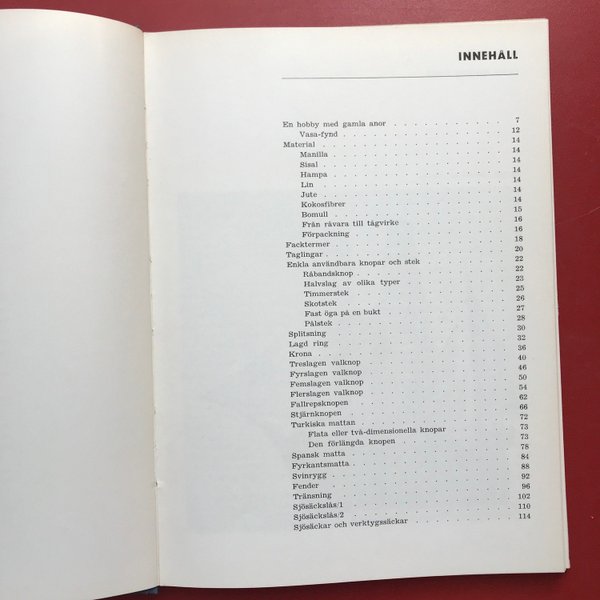 INNEHÅLL
En hobby med gamla anor . . . . . . . . . . 7
Vasa-fynd . . . . . . . . . . 12
Material . . . . . . . . . . 14
Manilla . . . . . . . . . . 14
Sisal . . . . . . . . . . 14
Hampa . . . . . . . . . . 14
Lin . . . . . . . . . . 14
Jute . . . . . . . . . . 14
Kokosfibrer . . . . . . . . . . 14
Bomull . . . . . . . . . . 15
Från råvara till tågvirke . . . . . . . . . . 16
Förpackning . . . . . . . . . . 16
Facktermer . . . . . . . . . . 18
Taglingar . . . . . . . . . . 20
Enkla användbara knopar och stek . . . . . . . . . . 22
Råbandsknop . . . . . . . . . . 22
Halvslag av olika typer . . . . . . . . . . 23
Timmerstek . . . . . . . . . . 25
Skotstek . . . . . . . . . . 26
Fast öga på en bukt . . . . . . . . . . 27
Pålstek . . . . . . . . . . 28
Splitsning . . . . . . . . . . 30
Lagd ring . . . . . . . . . . 32
Krona . . . . . . . . . . 36
Treslagen valknop . . . . . . . . . . 40
Fyrslagen valknop . . . . . . . . . . 46
Femslagen valknop . . . . . . . . . . 50
Flerslagen valknop . . . . . . . . . . 54
Fallrepsknopen . . . . . . . . . . 62
Stjärnknopen . . . . . . . . . . 66
Turkiska mattan . . . . . . . . . . 72
Flata eller två-dimensionella knopar . . . . . . . . . . 73
Den förlängda knopen . . . . . . . . . . 73
Spansk matta . . . . . . . . . . 78
Fyrkantsmatta . . . . . . . . . . 84
Svinrygg . . . . . . . . . . 88
Fender . . . . . . . . . . 92
Tränsning . . . . . . . . . . 96
Sjösäckslås/1 . . . . . . . . . . 102
Sjösäckslås/2 . . . . . . . . . . 110
Sjösäckar och verktygssäckar . . . . . . . . . . 114